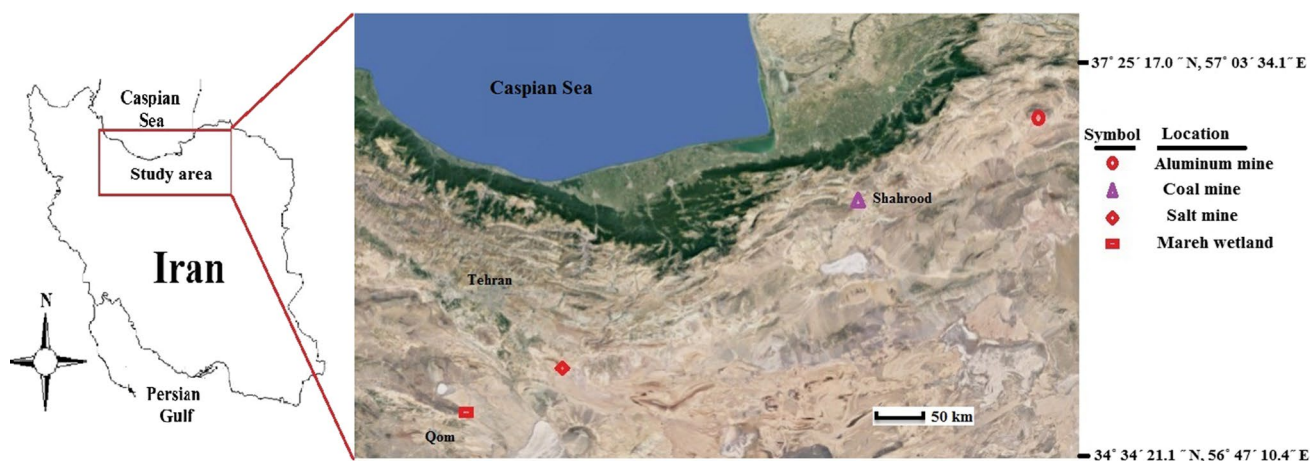 Caspian
Sea
Study area
Iran
N
Persian
Gulf
Caspian Sea
Shahrood
Tehran
Qom
50 km
37° 25´ 17.0 ¨ N, 57° 03´ 34.1¨ E
Symbol Location
Aluminum mine
Coal mine
Salt mine
Mareh wetland
34° 34´ 21.1 ¨ N, 56° 47´ 10.4¨ E